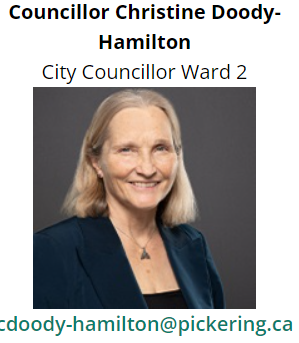 Councillor Christine Doody-
Hamilton
City Councillor Ward 2
cdoody-hamilton@pickering.ca